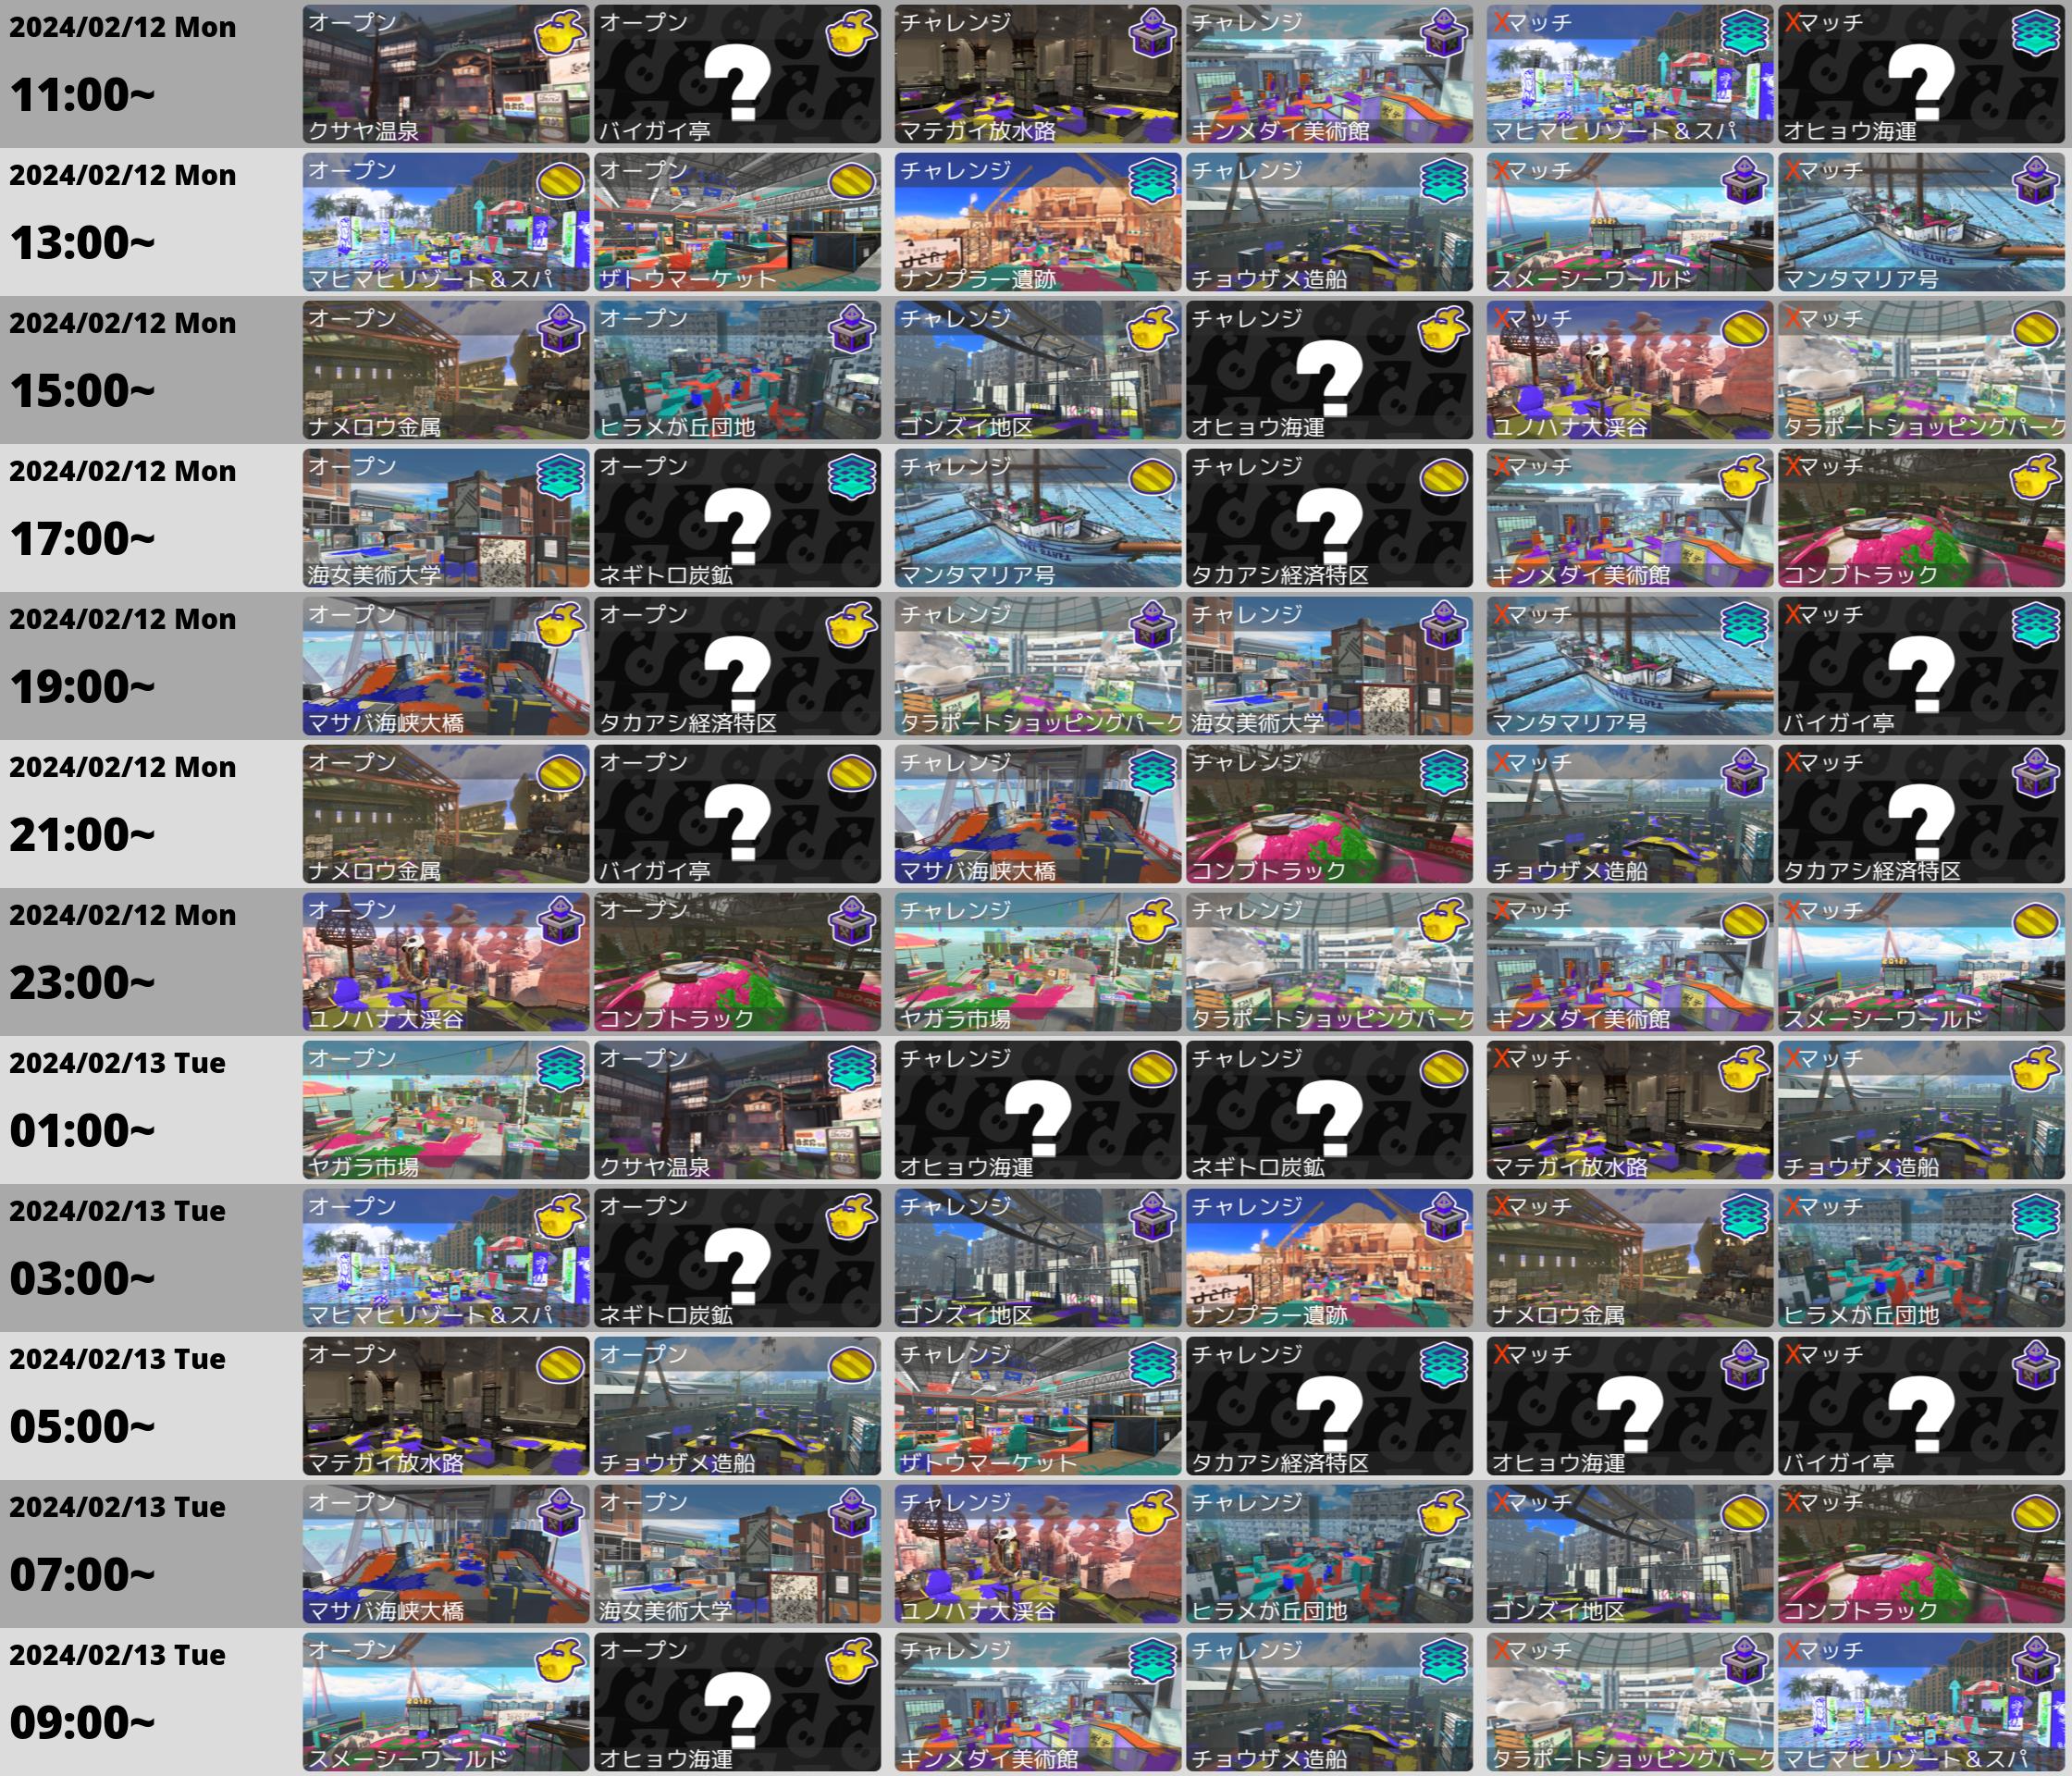 2024/02/12 Mon
11:00~
オープン
クサヤ温泉
オープン
バイガイ亭
チャレンジ
マテガイ放水路
チャレンジ
キンメダイ美術館
Xマッチ
マヒマヒリゾート＆スパ
Xマッチ
オヒョウ海運
2024/02/12 Mon
13:00~
オープン
マヒマヒリゾート＆スパ
オープン
ザトウマーケット
チャレンジ
ナンプラー遺跡
チャレンジ
チョウザメ造船
Xマッチ
スメーシーワールド
Xマッチ
マンタマリア号
2024/02/12 Mon
15:00~
オープン
ナメロウ金属
オープン
ヒラメが丘団地
チャレンジ
ゴンズイ地区
チャレンジ
オヒョウ海運
Xマッチ
ユノハナ大渓谷
Xマッチ
タラポートショッピングパーク
2024/02/12 Mon
17:00~
オープン
海女美術大学
オープン
ネギトロ炭鉱
チャレンジ
マンタマリア号
チャレンジ
タカアシ経済特区
Xマッチ
キンメダイ美術館
Xマッチ
コンブトラック
2024/02/12 Mon
19:00~
オープン
マサバ海峡大橋
オープン
タカアシ経済特区
チャレンジ
タラポートショッピングパーク
チャレンジ
海女美術大学
Xマッチ
マンタマリア号
Xマッチ
バイガイ亭
2024/02/12 Mon
21:00~
オープン
ナメロウ金属
オープン
バイガイ亭
チャレンジ
マサバ海峡大橋
チャレンジ
コンブトラック
Xマッチ
チョウザメ造船
Xマッチ
タカアシ経済特区
2024/02/12 Mon
23:00~
オープン
ユノハナ大渓谷
オープン
コンブトラック
チャレンジ
ヤガラ市場
チャレンジ
タラポートショッピングパーク
Xマッチ
キンメダイ美術館
Xマッチ
スメーシーワールド
2024/02/13 Tue
01:00~
オープン
ヤガラ市場
オープン
クサヤ温泉
チャレンジ
オヒョウ海運
チャレンジ
ネギトロ炭鉱
Xマッチ
マテガイ放水路
Xマッチ
チョウザメ造船
2024/02/13 Tue
03:00~
オープン
マヒマヒリゾート＆スパ
オープン
ネギトロ炭鉱
チャレンジ
ゴンズイ地区
チャレンジ
ナンプラー遺跡
Xマッチ
ナメロウ金属
Xマッチ
ヒラメが丘団地
2024/02/13 Tue
05:00~
オープン
マテガイ放水路
オープン
チョウザメ造船
チャレンジ
ザトウマーケット
チャレンジ
タカアシ経済特区
Xマッチ
オヒョウ海運
Xマッチ
バイガイ亭
2024/02/13 Tue
07:00~
オープン
マサバ海峡大橋
オープン
海女美術大学
チャレンジ
ユノハナ大渓谷
チャレンジ
ヒラメが丘団地
Xマッチ
ゴンズイ地区
Xマッチ
コンブトラック
2024/02/13 Tue
09:00~
オープン
スメーシーワールド
オープン
オヒョウ海運
チャレンジ
キンメダイ美術館
チャレンジ
チョウザメ造船
Xマッチ
タラポートショッピングパーク
Xマッチ
マヒマヒリゾート＆スパ